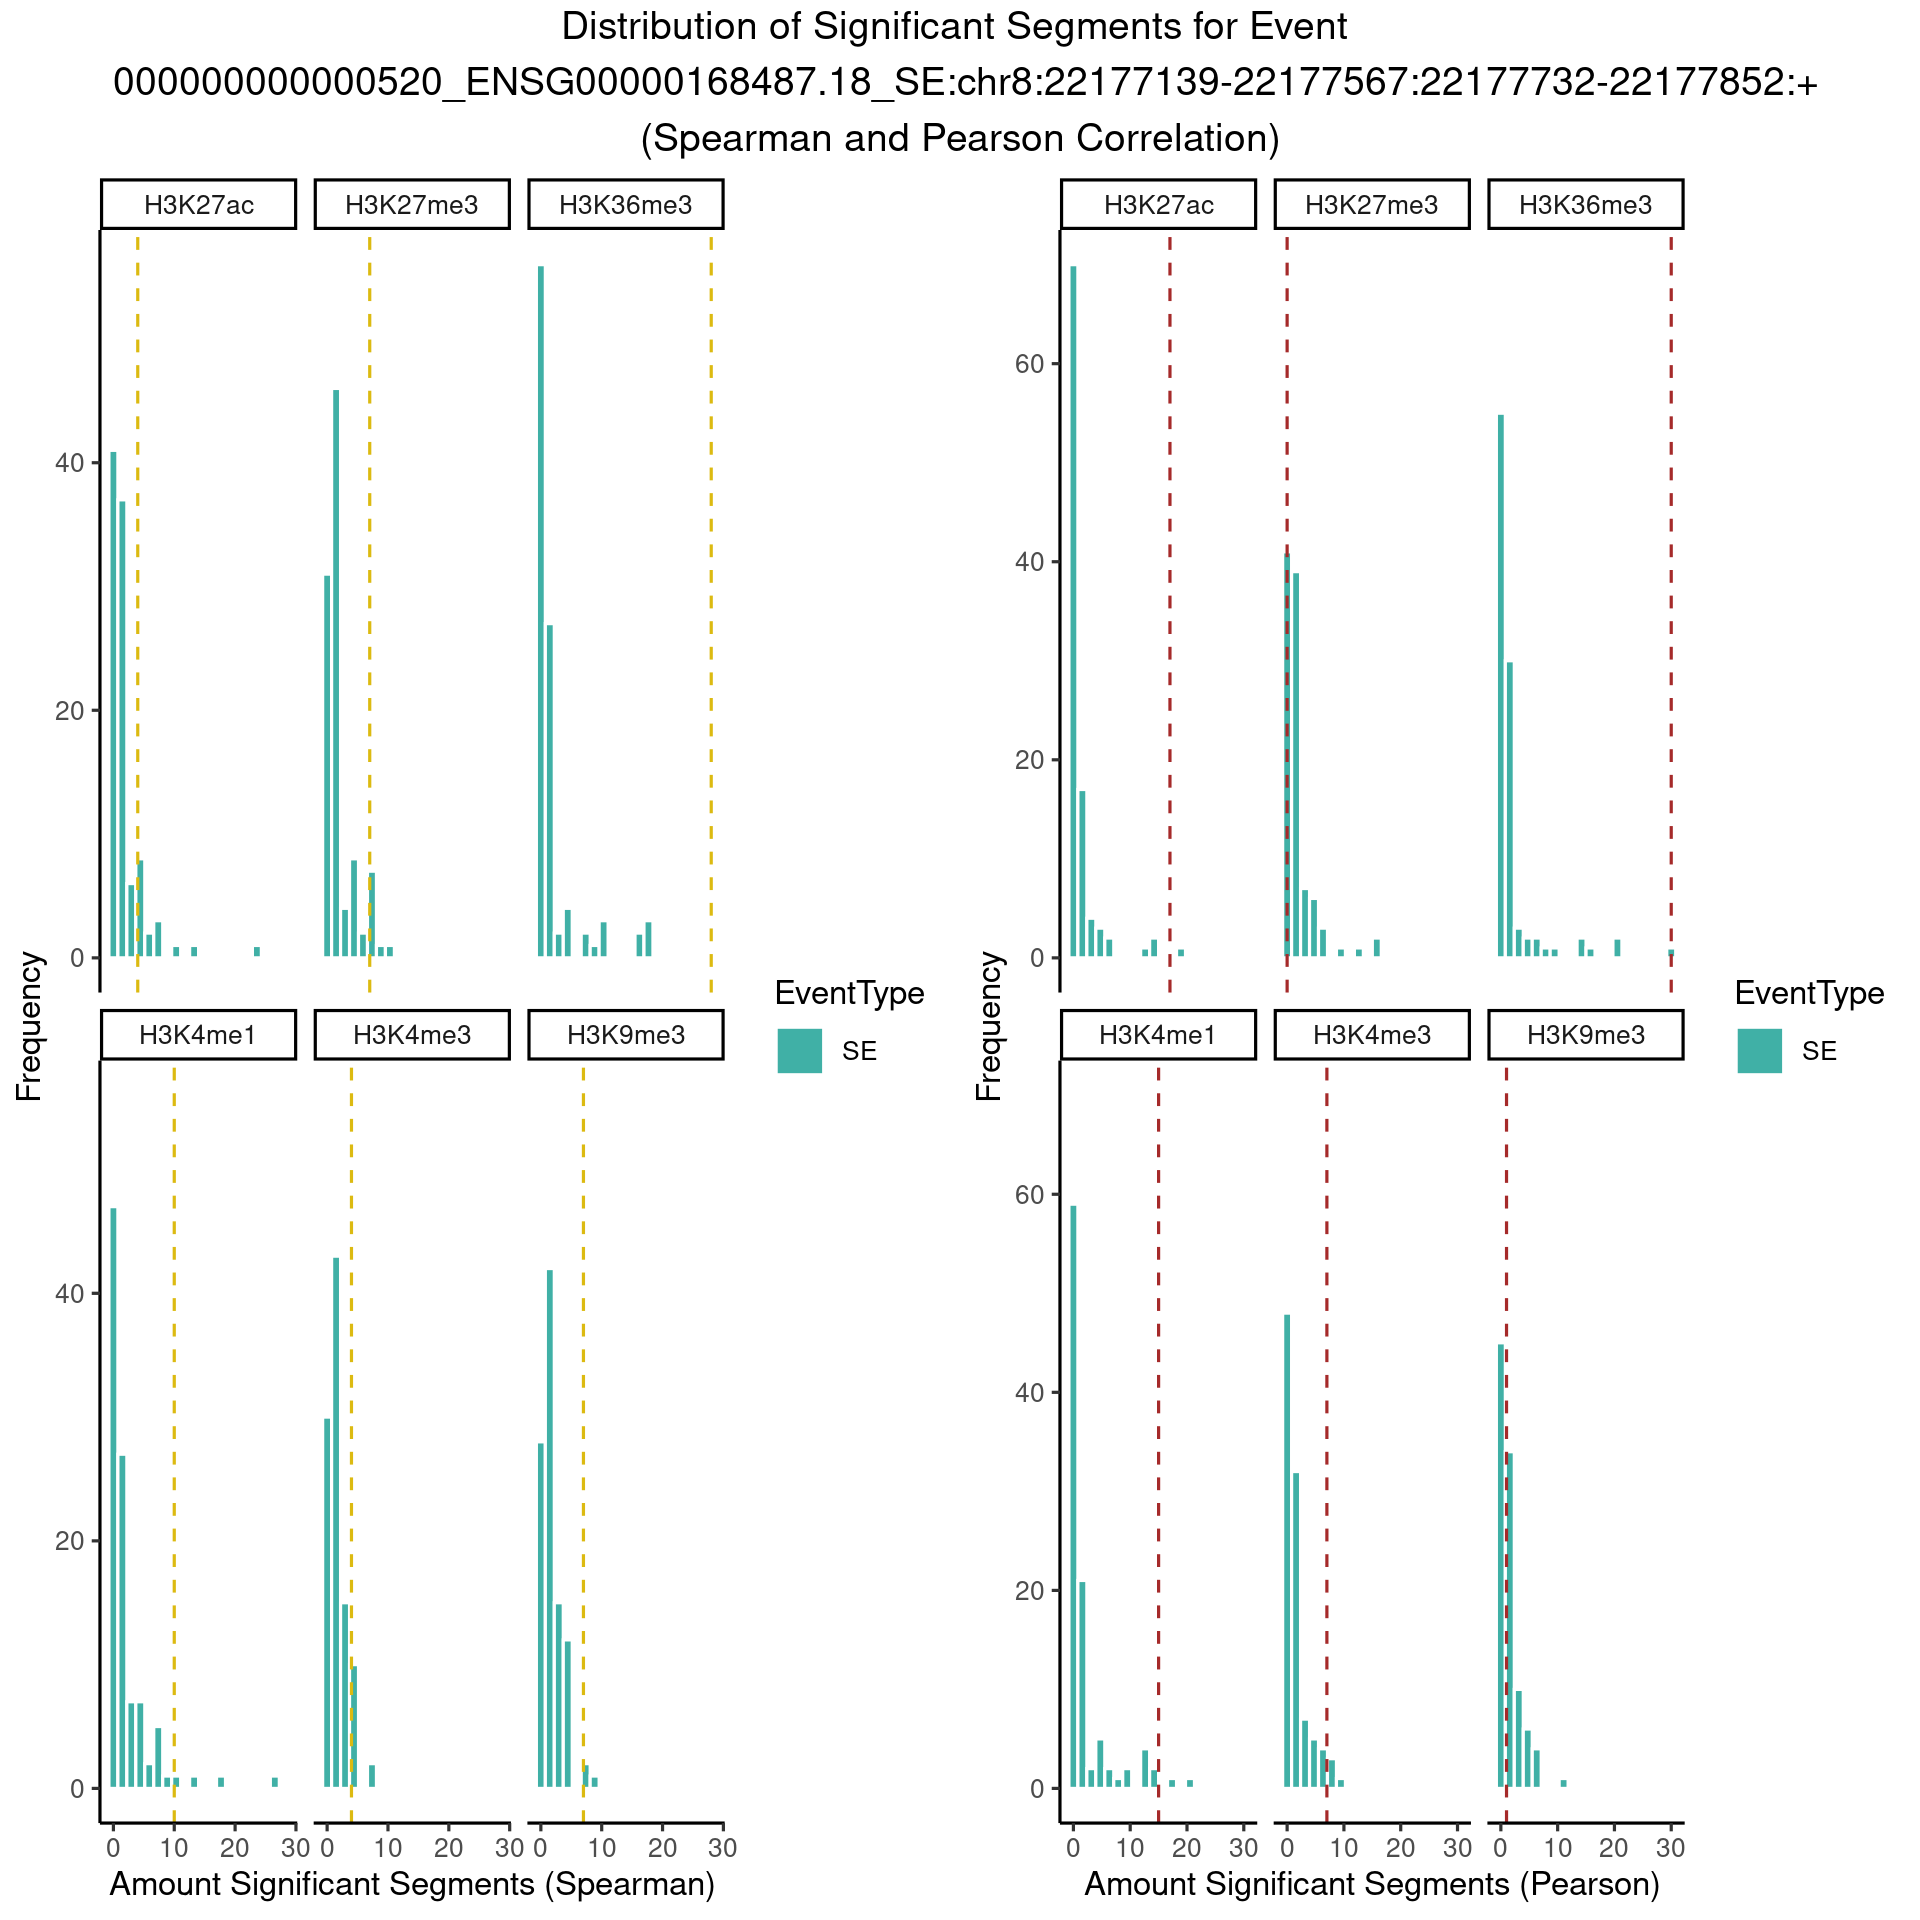 Distribution of Significant Segments for Event
000000000000520_ENSG00000168487.18_SE:chr8:22177139-22177567:22177732-22177852:+
(Spearman and Pearson Correlation)
H3K27ac
H3K27me3
H3K36me3
40
20
0
H3K4me1
H3K4me3
H3K9me3
40
20
0
0
10
20
30
0
10
20
30
0
10
20
30
Frequency
Amount Significant Segments (Spearman)
EventType
SE
H3K27ac
H3K27me3
H3K36me3
60
40
20
0
H3K4me1
H3K4me3
H3K9me3
60
40
20
0
0
10
20
30
0
10
20
30
0
10
20
30
Frequency
Amount Significant Segments (Pearson)
EventType
SE